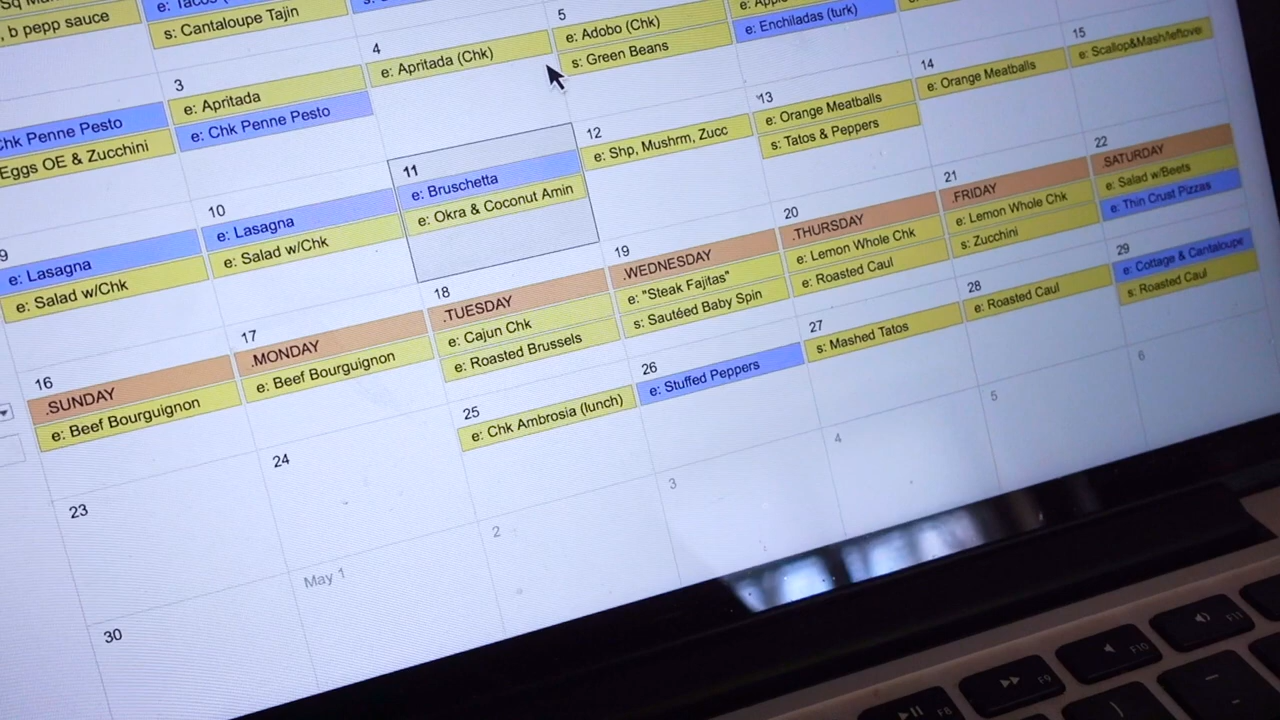 , b pepp sauce
s: Cantaloupe Tajin
3
e: Apritada
e: Chk Penne Pesto
4
e: Apritada (Chk)
5
e: Adobo (Chk)
s: Green Beans
e: Enchiladas (turk)
Chk Penne Pesto
Eggs OE & Zucchini
9
e: Lasagna
e: Salad w/Chk
10
e: Lasagna
e: Salad w/Chk
11
e: Bruschetta
e: Okra & Coconut Amin
12
e: Shp, Mushrm, Zucc
13
e: Orange Meatballs
s: Tatos & Peppers
14
e: Orange Meatballs
15
e: Scallop&Mash/leftove
16
.SUNDAY
e: Beef Bourguignon
17
.MONDAY
e: Beef Bourguignon
18
.TUESDAY
e: Cajun Chk
e: Roasted Brussels
19
.WEDNESDAY
e: "Steak Fajitas"
s: Sautéed Baby Spin
20
.THURSDAY
e: Lemon Whole Chk
e: Roasted Caul
21
.FRIDAY
e: Lemon Whole Chk
s: Zucchini
22
.SATURDAY
e: Salad w/Beets
e: Thin Crust Pizzas
23
24
25
e: Chk Ambrosia (lunch)
26
e: Stuffed Peppers
27
s: Mashed Tatos
28
e: Roasted Caul
29
e: Cottage & Cantaloupe
s: Roasted Caul
30
May 1
2
3
4
5
6
F8
F9
F10
F11